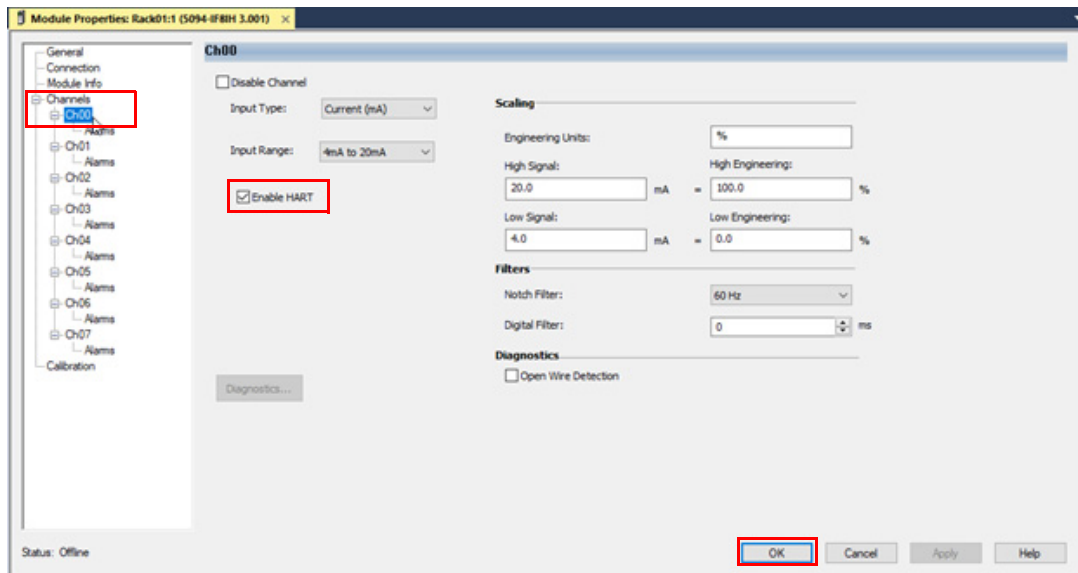 Module Properties: Rack01:1 (5094-IF8IH 3.001) ×
General
Connection
Module Info
Channels
Ch00
Alarms
Ch01
Alarms
Ch02
Alarms
Ch03
Alarms
Ch04
Alarms
Ch05
Alarms
Ch06
Alarms
Ch07
Alarms
Calibration
Ch00
Disable Channel
Input Type: Current (mA)
Input Range: 4mA to 20mA
Enable HART
Diagnostics...
Scaling
Engineering Units: %
High Signal: High Engineering:
20.0 mA = 100.0 %
Low Signal: Low Engineering:
4.0 mA = 0.0 %
Filters
Notch Filter: 60 Hz
Digital Filter: 0 ms
Diagnostics
Open Wire Detection
Status: Offline
OK Cancel Apply Help